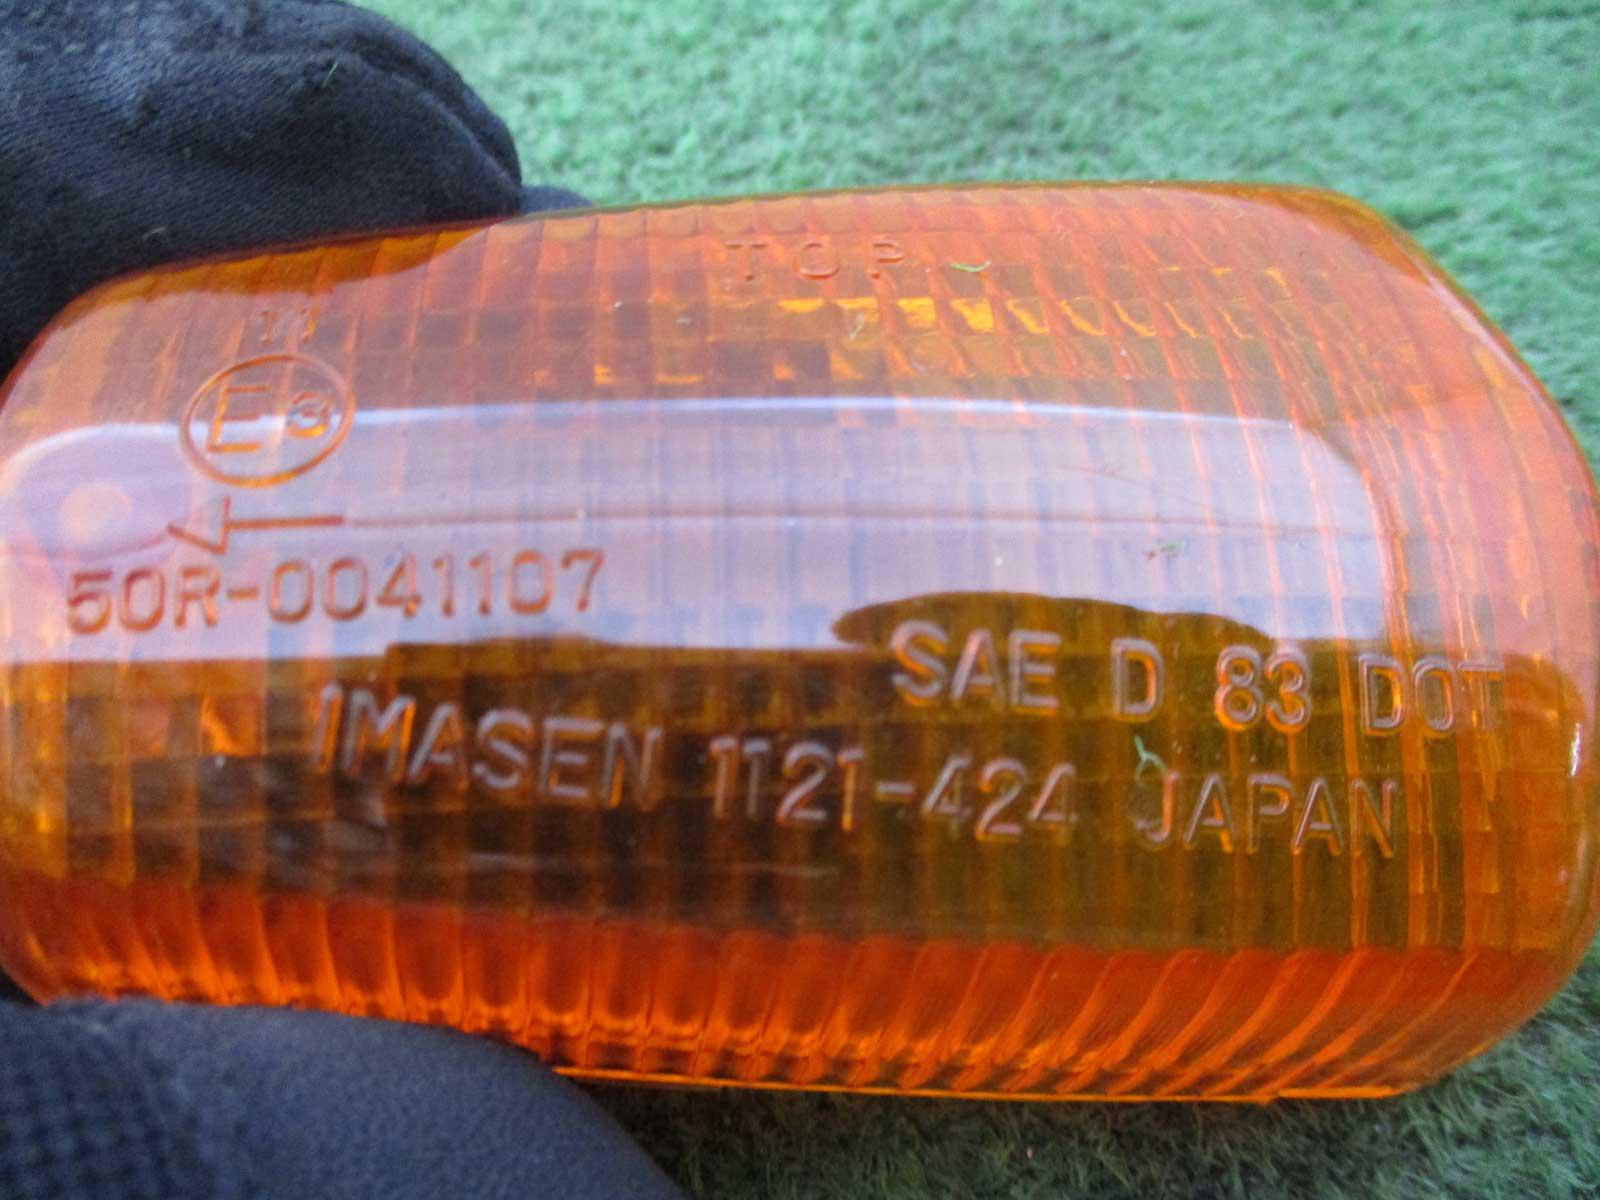 TOP
11
E3
50R-0041107
SAE D 83 DOT
IMASEN 1121-424 JAPAN